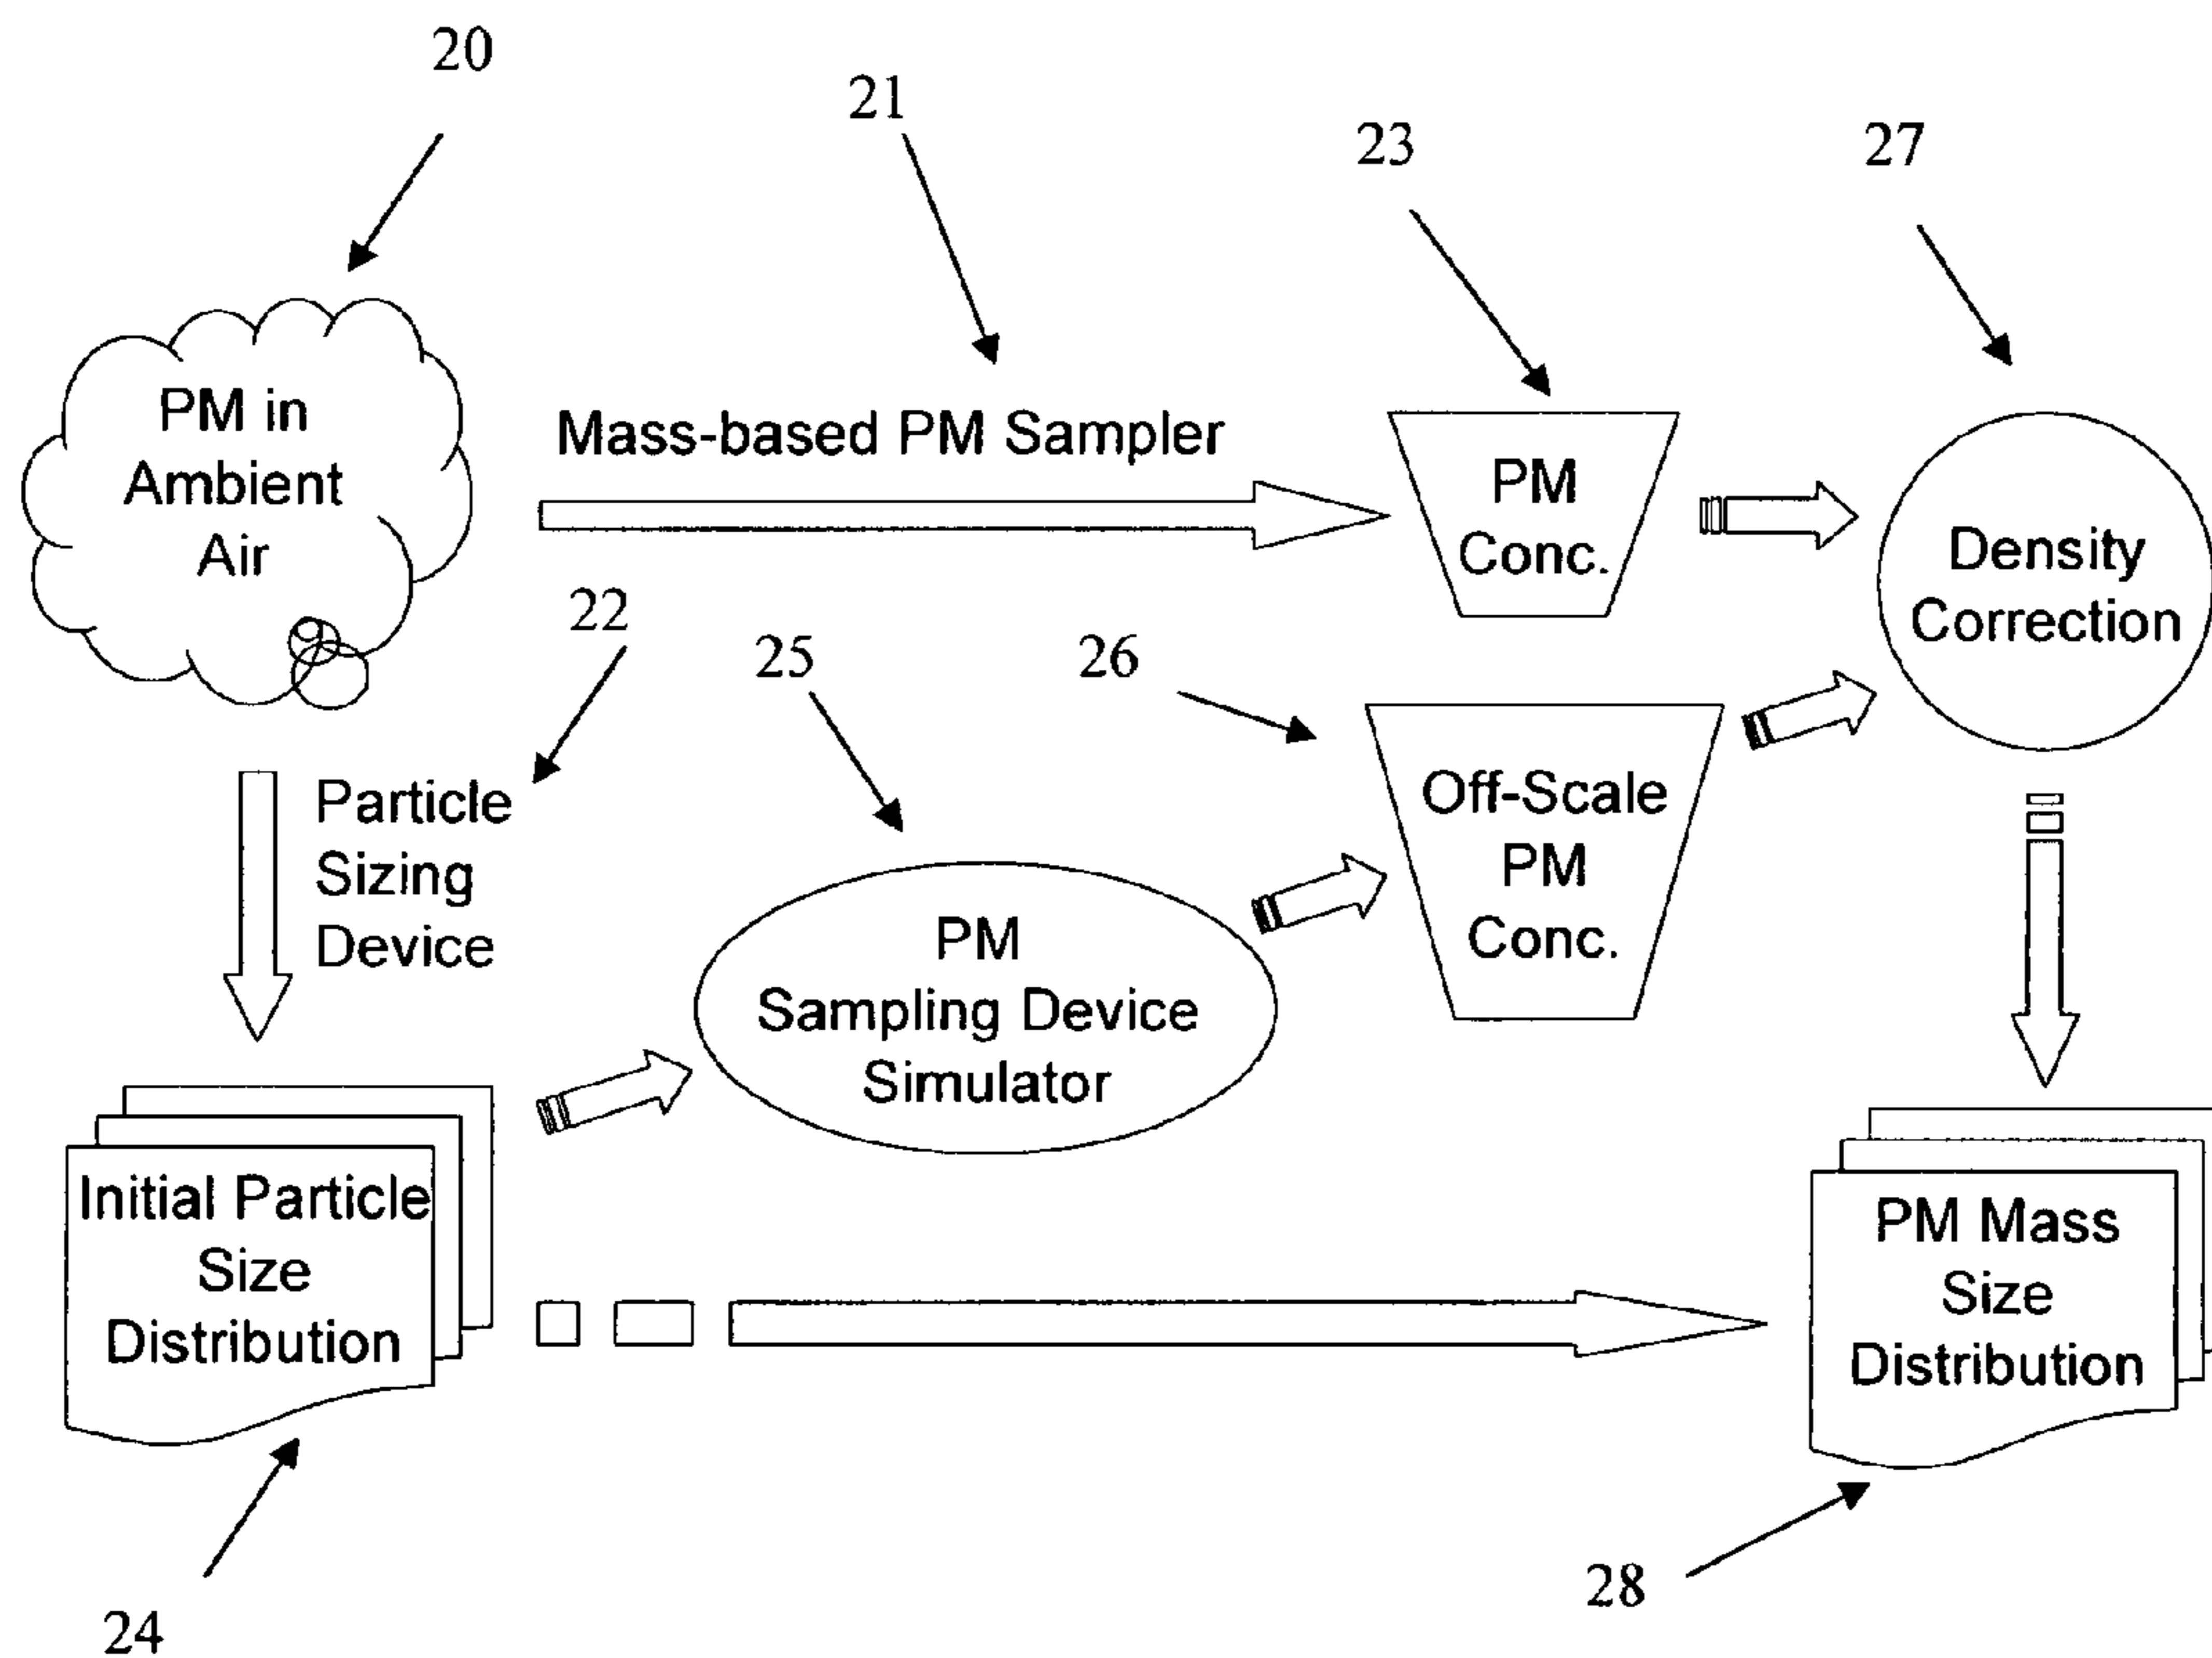 20
21
23
27
PM in
Ambient
Air
Mass-based PM Sampler
PM
Conc.
Density
Correction
22
25
26
Particle
Sizing
Device
Off-Scale
PM
Conc.
PM
Sampling Device
Simulator
Initial Particle
Size
Distribution
PM Mass
Size
Distribution
24
28